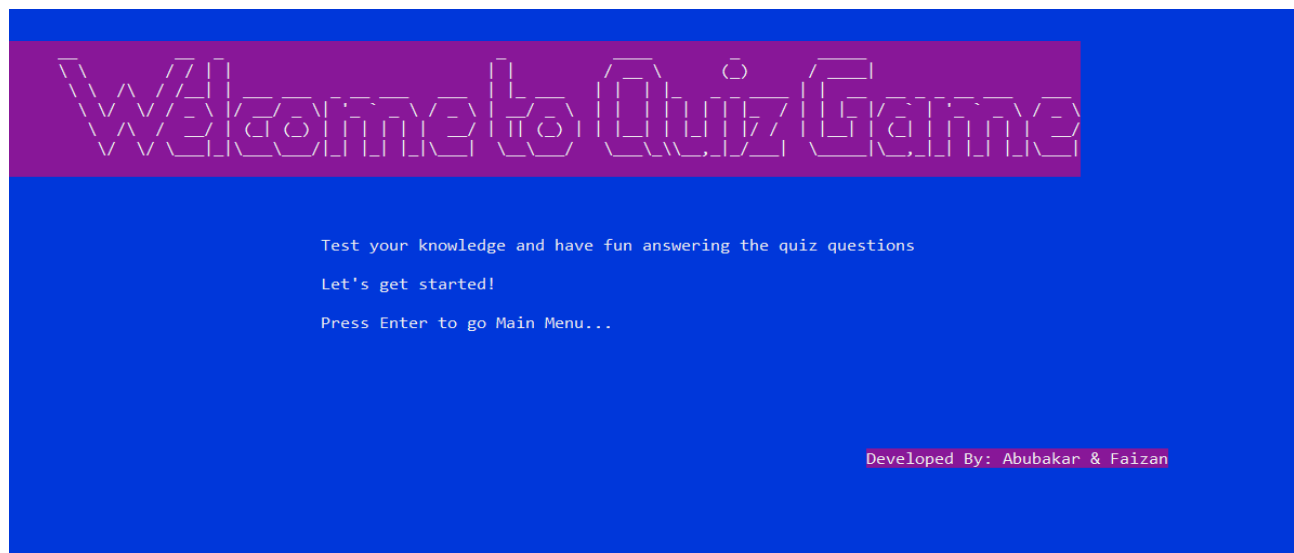 Welcome to Quiz Game
Test your knowledge and have fun answering the quiz questions
Let's get started!
Press Enter to go Main Menu...
Developed By: Abubakar & Faizan